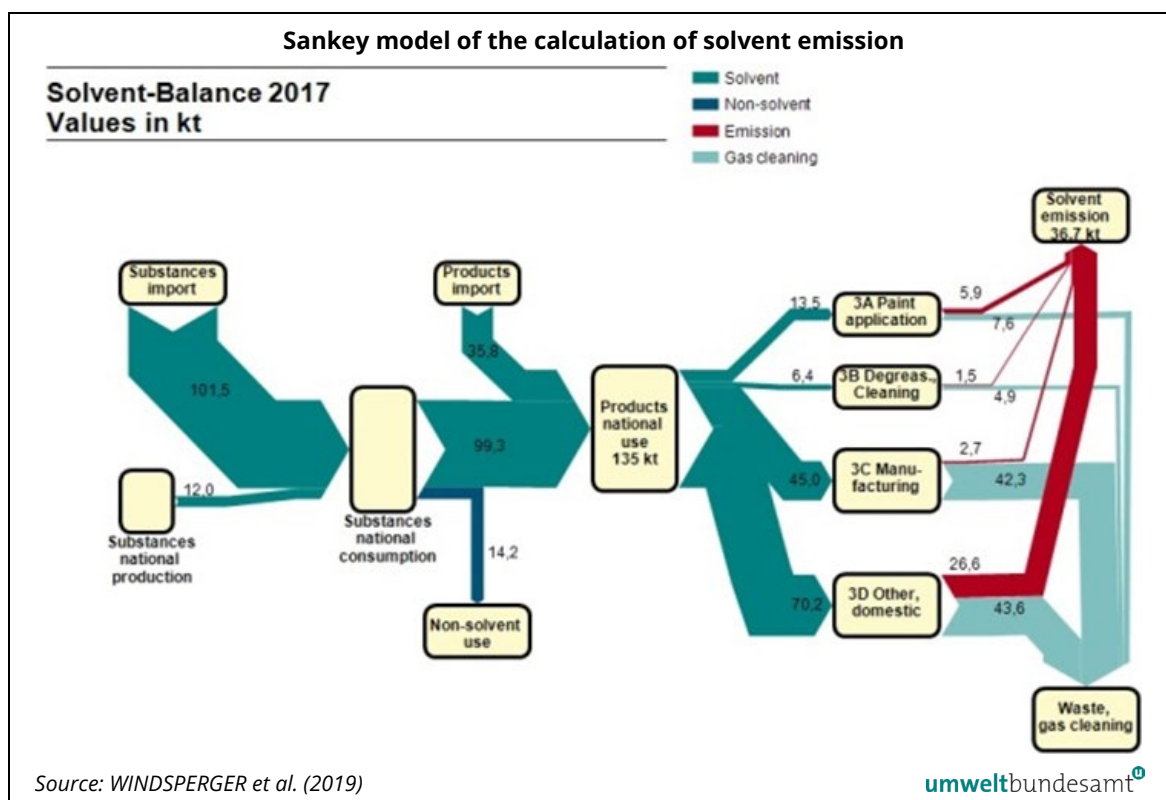 Sankey model of the calculation of solvent emission
Solvent-Balance 2017
Values in kt
Solvent
Non-solvent
Emission
Gas cleaning
Solvent
emission
36.7 kt
Substances
import
Products
import
13,5
3A Paint
application
5,9
7,6
35,8
101,5
6,4
3B Degreas.,
Cleaning
1,5
4,9
Products
national
use
135 kt
99,3
2,7
45,0
3C Manu-
facturing
42,3
12,0
Substances
national
production
Substances
national
consumption
14,2
26,6
70,2
3D Other,
domestic
43,6
Non-solvent
use
Waste,
gas cleaning
Source: WINDSPERGER et al. (2019)
umweltbundesamt u